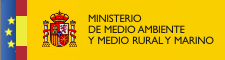 MINISTERIO
DE MEDIO AMBIENTE
Y MEDIO RURAL Y MARINO